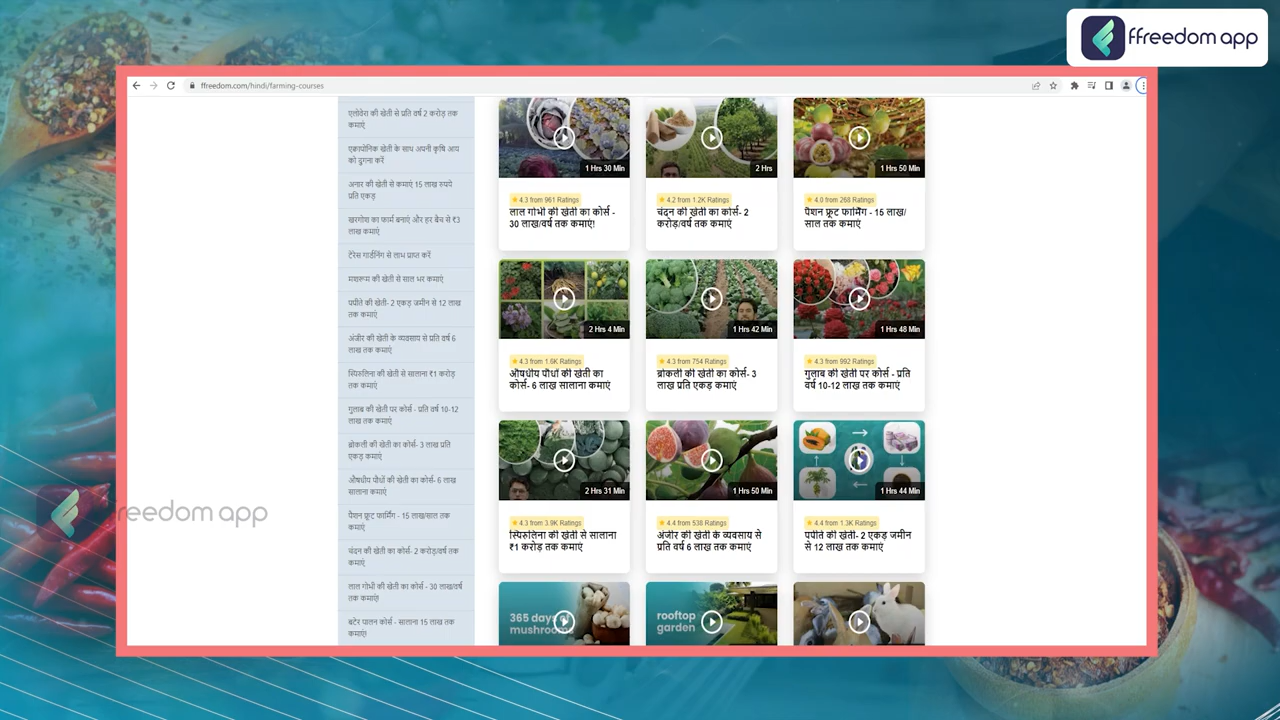 ffreedom app
ffreedom.com/hindi/farming-courses
एलोवेरा की खेती से प्रति वर्ष 2 करोड़ तक
कमाएं
एक्वापोनिक खेती के साथ अपनी कृषि आय
को दुगना करें
अनार की खेती से कमाएं 15 लाख रुपये
प्रति एकड़
खरगोश का फार्म बनाएं और हर बैच से ₹3
लाख कमाएं
टेरेस गार्डनिंग से लाभ प्राप्त करें
मशरूम की खेती से साल भर कमाएं
पपीते की खेती- 2 एकड़ जमीन से 12 लाख
तक कमाएं
अंजीर की खेती के व्यवसाय से प्रति वर्ष 6
लाख तक कमाएं
स्पिरुलिना की खेती से सालाना ₹1 करोड़
तक कमाएं
गुलाब की खेती पर कोर्स - प्रति वर्ष 10-12
लाख तक कमाएं
ब्रोकली की खेती का कोर्स- 3 लाख प्रति
एकड़ कमाएं
औषधीय पौधों की खेती का कोर्स- 6 लाख
सालाना कमाएं
पैशन फ्रूट फार्मिंग - 15 लाख/साल तक
कमाएं
चंदन की खेती का कोर्स- 2 करोड़/वर्ष तक
कमाएं
लाल गोभी की खेती का कोर्स - 30 लाख/वर्ष
तक कमाएं!
बटेर पालन कोर्स - सालाना 15 लाख तक
कमाएं!
1 Hrs 30 Min
2 Hrs
1 Hrs 50 Min
4.3 from 961 Ratings
लाल गोभी की खेती का कोर्स -
30 लाख/वर्ष तक कमाएं!
4.2 from 1.2K Ratings
चंदन की खेती का कोर्स- 2
करोड़/वर्ष तक कमाएं
4.0 from 268 Ratings
पैशन फ्रूट फार्मिंग - 15 लाख/
साल तक कमाएं
2 Hrs 4 Min
1 Hrs 42 Min
1 Hrs 48 Min
4.3 from 1.6K Ratings
औषधीय पौधों की खेती का
कोर्स- 6 लाख सालाना कमाएं
4.3 from 754 Ratings
ब्रोकली की खेती का कोर्स- 3
लाख प्रति एकड़ कमाएं
4.3 from 992 Ratings
गुलाब की खेती पर कोर्स - प्रति
वर्ष 10-12 लाख तक कमाएं
2 Hrs 31 Min
1 Hrs 50 Min
1 Hrs 44 Min
4.3 from 3.9K Ratings
स्पिरुलिना की खेती से सालाना
₹1 करोड़ तक कमाएं
4.4 from 538 Ratings
अंजीर की खेती के व्यवसाय से
प्रति वर्ष 6 लाख तक कमाएं
4.4 from 1.3K Ratings
पपीते की खेती- 2 एकड़ जमीन
से 12 लाख तक कमाएं
365 days of
mushrooms
rooftop
garden
freedom app